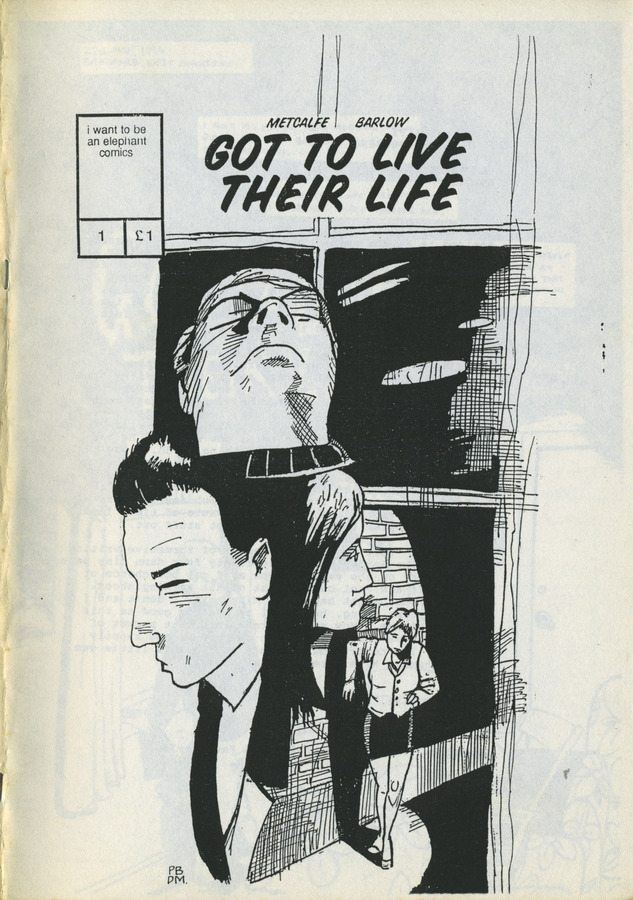 i want to be
an elephant
comics
1 £1
METCALFE BARLOW
GOT TO LIVE
THEIR LIFE
PB
DM.